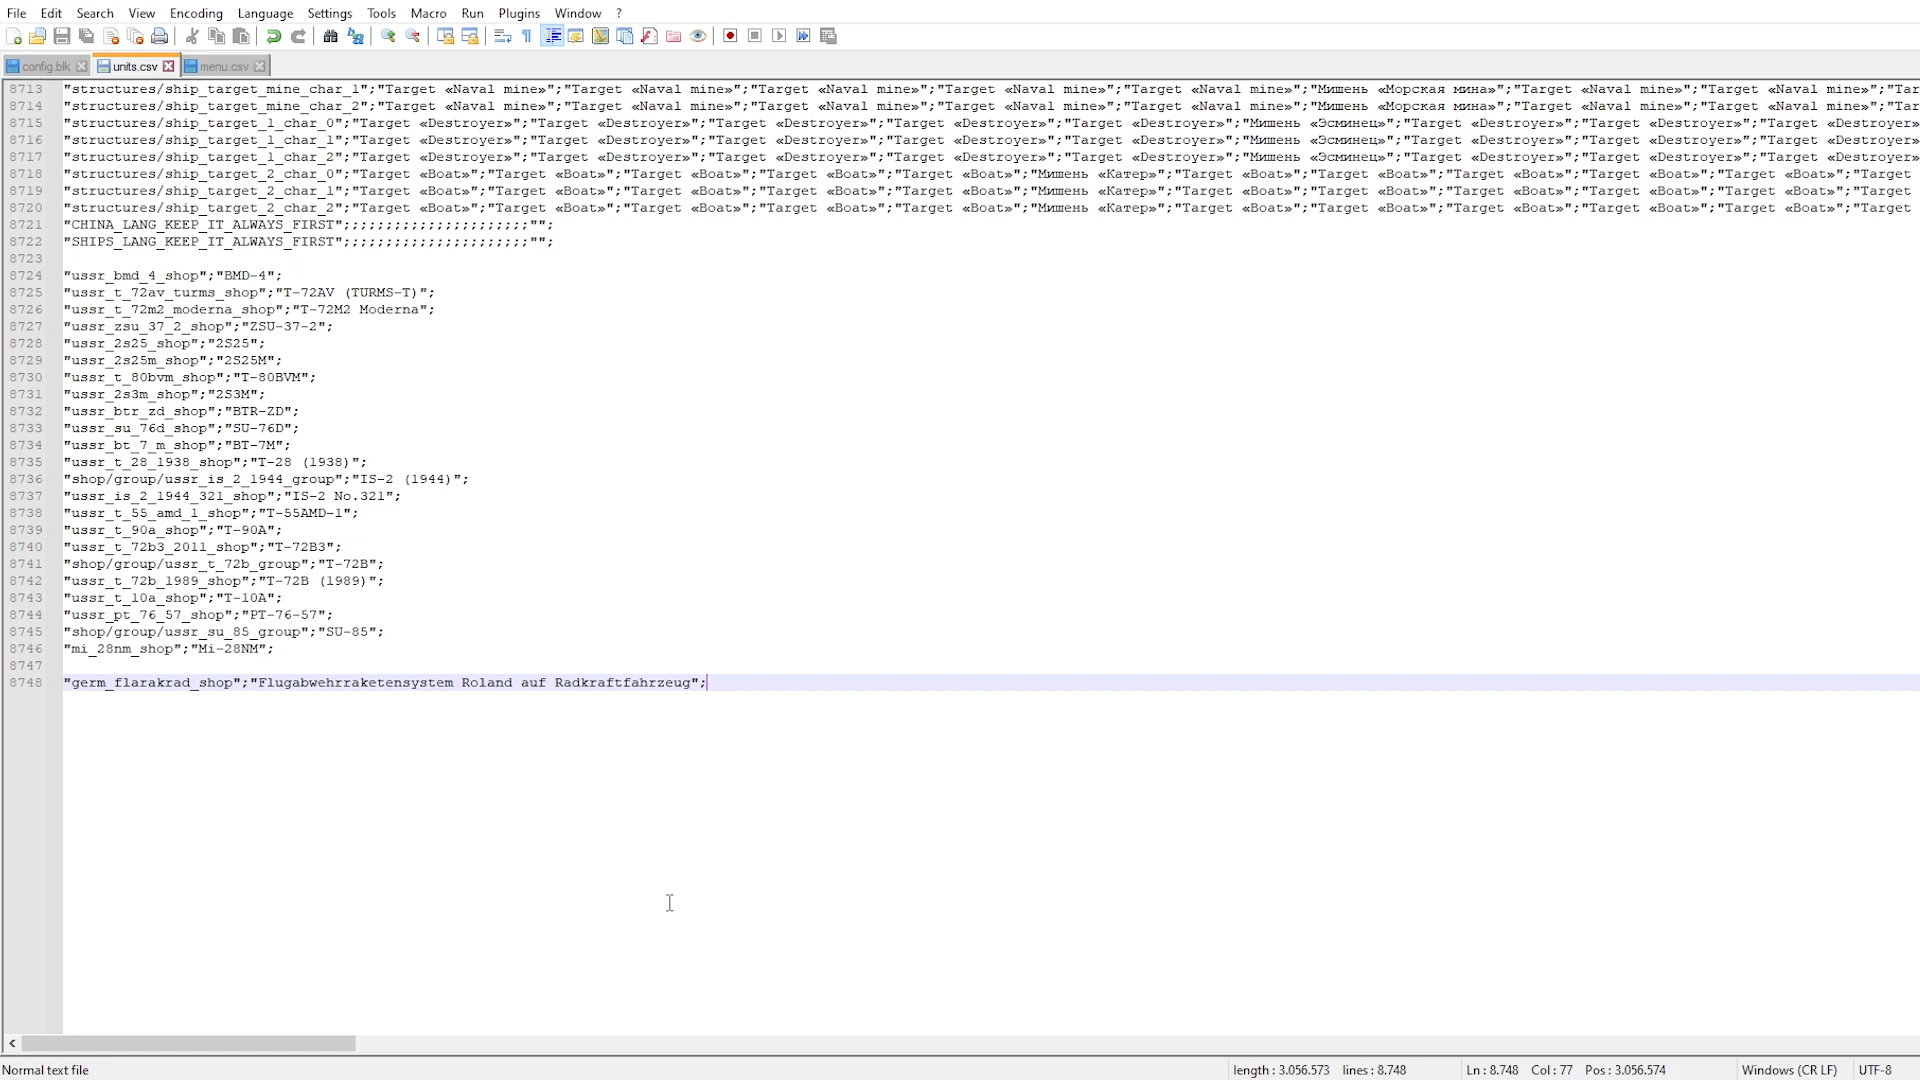 File Edit Search View Encoding Language Settings Tools Macro Run Plugins Window ?
config.blk units.csv menu.csv
8713 "structures/ship_target_mine_char_1";"Target «Naval mine»";"Target «Naval mine»";"Target «Naval mine»";"Target «Naval mine»";"Target «Naval mine»";"Мишень «Морская мина»";"Target «Naval mine»";"Target «Naval mine»";"Tar
8714 "structures/ship_target_mine_char_2";"Target «Naval mine»";"Target «Naval mine»";"Target «Naval mine»";"Target «Naval mine»";"Target «Naval mine»";"Мишень «Морская мина»";"Target «Naval mine»";"Target «Naval mine»";"Tar
8715 "structures/ship_target_1_char_0";"Target «Destroyer»";"Target «Destroyer»";"Target «Destroyer»";"Target «Destroyer»";"Target «Destroyer»";"Мишень «Эсминец»";"Target «Destroyer»";"Target «Destroyer»";"Target «Destroyer»
8716 "structures/ship_target_1_char_1";"Target «Destroyer»";"Target «Destroyer»";"Target «Destroyer»";"Target «Destroyer»";"Target «Destroyer»";"Мишень «Эсминец»";"Target «Destroyer»";"Target «Destroyer»";"Target «Destroyer»
8717 "structures/ship_target_1_char_2";"Target «Destroyer»";"Target «Destroyer»";"Target «Destroyer»";"Target «Destroyer»";"Target «Destroyer»";"Мишень «Эсминец»";"Target «Destroyer»";"Target «Destroyer»";"Target «Destroyer»
8718 "structures/ship_target_2_char_0";"Target «Boat»";"Target «Boat»";"Target «Boat»";"Target «Boat»";"Target «Boat»";"Мишень «Катер»";"Target «Boat»";"Target «Boat»";"Target «Boat»";"Target «Boat»";"Target «Boat»";"Target
8719 "structures/ship_target_2_char_1";"Target «Boat»";"Target «Boat»";"Target «Boat»";"Target «Boat»";"Target «Boat»";"Мишень «Катер»";"Target «Boat»";"Target «Boat»";"Target «Boat»";"Target «Boat»";"Target «Boat»";"Target
8720 "structures/ship_target_2_char_2";"Target «Boat»";"Target «Boat»";"Target «Boat»";"Target «Boat»";"Target «Boat»";"Мишень «Катер»";"Target «Boat»";"Target «Boat»";"Target «Boat»";"Target «Boat»";"Target «Boat»";"Target
8721 "CHINA_LANG_KEEP_IT_ALWAYS_FIRST";;;;;;;;;;;;;;;;;;;;;;"";
8722 "SHIPS_LANG_KEEP_IT_ALWAYS_FIRST";;;;;;;;;;;;;;;;;;;;;;"";
8723
8724 "ussr_bmd_4_shop";"BMD-4";
8725 "ussr_t_72av_turms_shop";"T-72AV (TURMS-T)";
8726 "ussr_t_72m2_moderna_shop";"T-72M2 Moderna";
8727 "ussr_zsu_37_2_shop";"ZSU-37-2";
8728 "ussr_2s25_shop";"2S25";
8729 "ussr_2s25m_shop";"2S25M";
8730 "ussr_t_80bvm_shop";"T-80BVM";
8731 "ussr_2s3m_shop";"2S3M";
8732 "ussr_btr_zd_shop";"BTR-ZD";
8733 "ussr_su_76d_shop";"SU-76D";
8734 "ussr_bt_7_m_shop";"BT-7M";
8735 "ussr_t_28_1938_shop";"T-28 (1938)";
8736 "shop/group/ussr_is_2_1944_group";"IS-2 (1944)";
8737 "ussr_is_2_1944_321_shop";"IS-2 No.321";
8738 "ussr_t_55_amd_1_shop";"T-55AMD-1";
8739 "ussr_t_90a_shop";"T-90A";
8740 "ussr_t_72b3_2011_shop";"T-72B3";
8741 "shop/group/ussr_t_72b_group";"T-72B";
8742 "ussr_t_72b_1989_shop";"T-72B (1989)";
8743 "ussr_t_10a_shop";"T-10A";
8744 "ussr_pt_76_57_shop";"PT-76-57";
8745 "shop/group/ussr_su_85_group";"SU-85";
8746 "mi_28nm_shop";"Mi-28NM";
8747
8748 "germ_flarakrad_shop";"Flugabwehrraketensystem Roland auf Radkraftfahrzeug";
Normal text file length : 3.056.573 lines : 8.748 Ln : 8.748 Col : 77 Pos : 3.056.574 Windows (CR LF) UTF-8